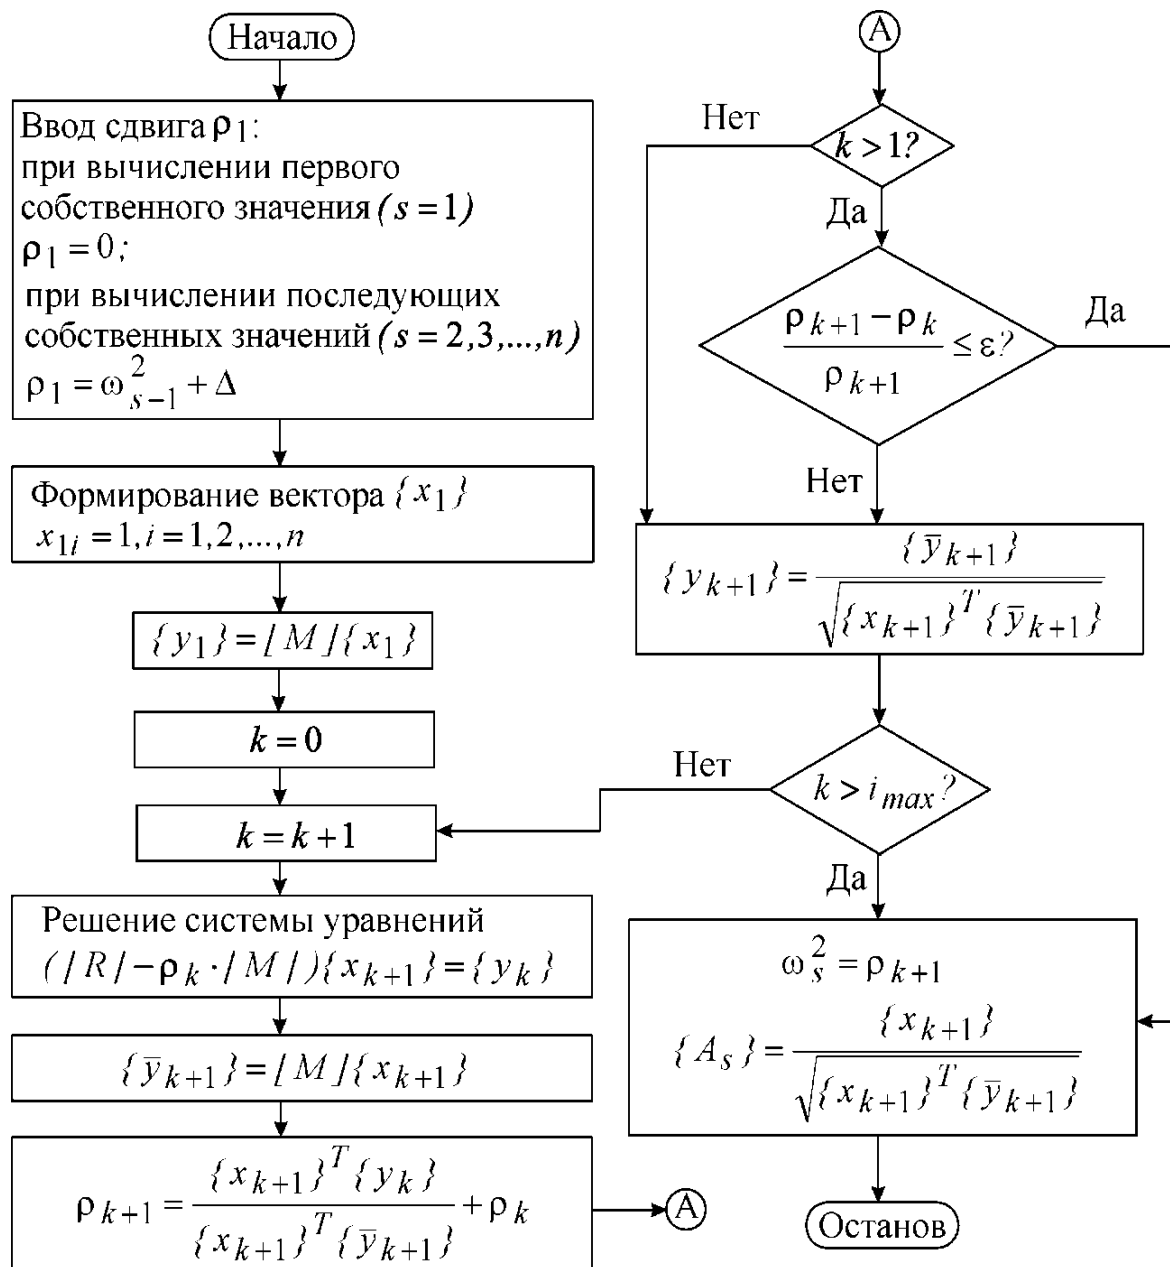 Начало
Ввод сдвига ρ₁:
при вычислении первого
собственного значения (s = 1)
ρ₁ = 0;
при вычислении последующих
собственных значений (s = 2,3,...,n)
ρ₁ = ω²ₛ₋₁ + Δ
Формирование вектора {x₁}
x₁ᵢ = 1, i = 1,2,...,n
{y₁} = [M]{x₁}
k = 0
k = k + 1
Решение системы уравнений
([R] − ρₖ · [M]){xₖ₊₁} = {yₖ}
{ȳₖ₊₁} = [M]{xₖ₊₁}
ρₖ₊₁ = {xₖ₊₁}ᵀ{yₖ} / {xₖ₊₁}ᵀ{ȳₖ₊₁} + ρₖ
А
А
k > 1?
Нет
Да
(ρₖ₊₁ − ρₖ) / ρₖ₊₁ ≤ ε?
Да
Нет
{yₖ₊₁} = {ȳₖ₊₁} / √({xₖ₊₁}ᵀ{ȳₖ₊₁})
k > i_max?
Нет
Да
ω²ₛ = ρₖ₊₁
{Aₛ} = {xₖ₊₁} / √({xₖ₊₁}ᵀ{ȳₖ₊₁})
Останов